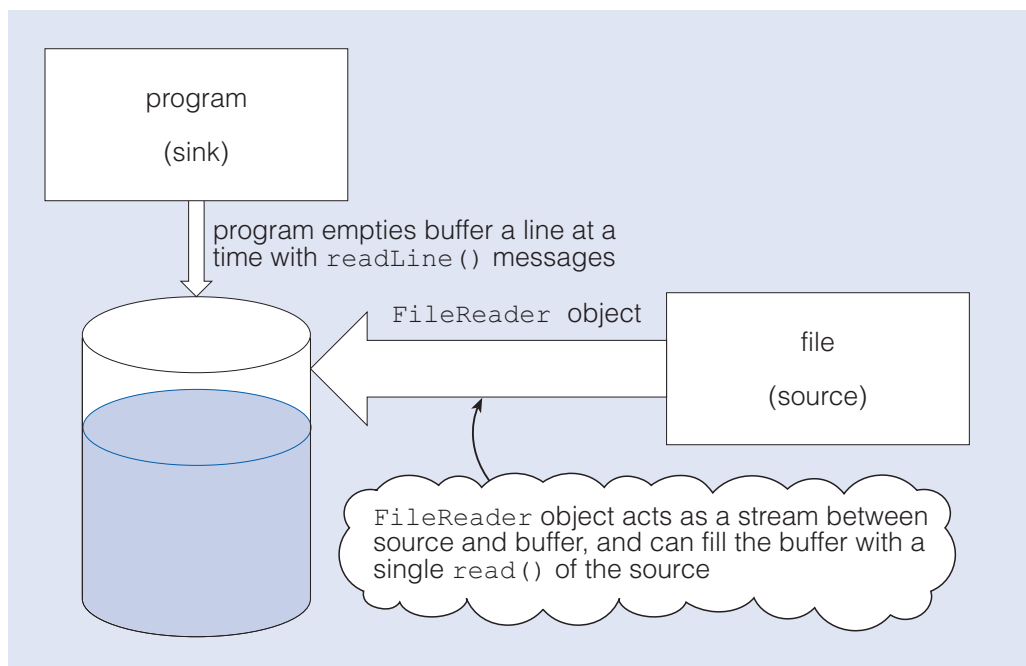 program
(sink)
program empties buffer a line at a
time with readLine() messages
FileReader object
file
(source)
FileReader object acts as a stream between
source and buffer, and can fill the buffer with a
single read() of the source